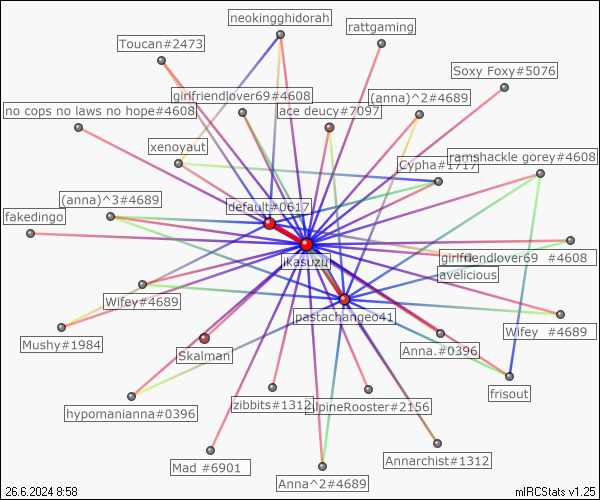 neokingghidorah
rattgaming
Toucan#2473
Soxy Foxy#5076
girlfriendlover69#4608
(anna)^2#4689
no cops no laws no hope#4608
ace deucy#7097
xenoyaut
ramshackle gorey#4608
Cypha#1717
(anna)^3#4689
default#0617
fakedingo
jikasuzu
girlfriendlover69 #4608
avelicious
Wifey#4689
pastachangeo41
Wifey #4689
Mushy#1984
Skalman
Anna.#0396
frisout
hypomanianna#0396
zibbits#1312
AlpineRooster#2156
Mad #6901
Annarchist#1312
Anna^2#4689
26.6.2024 8:58
mIRCStats v1.25